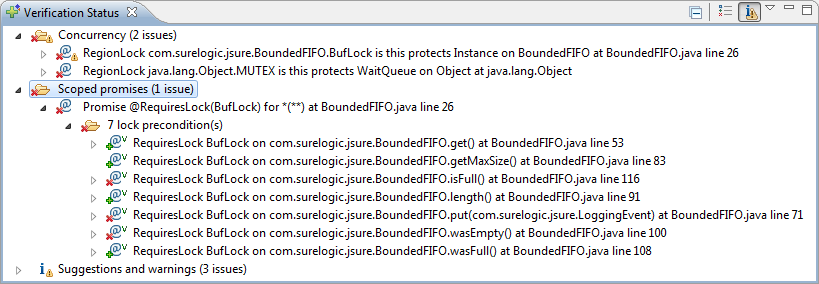 Verification Status
Concurrency (2 issues)
RegionLock com.surelogic.jsure.BoundedFIFO.BufLock is this protects Instance on BoundedFIFO at BoundedFIFO.java line 26
RegionLock java.lang.Object.MUTEX is this protects WaitQueue on Object at java.lang.Object
Scoped promises (1 issue)
Promise @RequiresLock(BufLock) for *(**) at BoundedFIFO.java line 26
7 lock precondition(s)
RequiresLock BufLock on com.surelogic.jsure.BoundedFIFO.get() at BoundedFIFO.java line 53
RequiresLock BufLock on com.surelogic.jsure.BoundedFIFO.getMaxSize() at BoundedFIFO.java line 83
RequiresLock BufLock on com.surelogic.jsure.BoundedFIFO.isFull() at BoundedFIFO.java line 116
RequiresLock BufLock on com.surelogic.jsure.BoundedFIFO.length() at BoundedFIFO.java line 91
RequiresLock BufLock on com.surelogic.jsure.BoundedFIFO.put(com.surelogic.jsure.LoggingEvent) at BoundedFIFO.java line 71
RequiresLock BufLock on com.surelogic.jsure.BoundedFIFO.wasEmpty() at BoundedFIFO.java line 100
RequiresLock BufLock on com.surelogic.jsure.BoundedFIFO.wasFull() at BoundedFIFO.java line 108
Suggestions and warnings (3 issues)